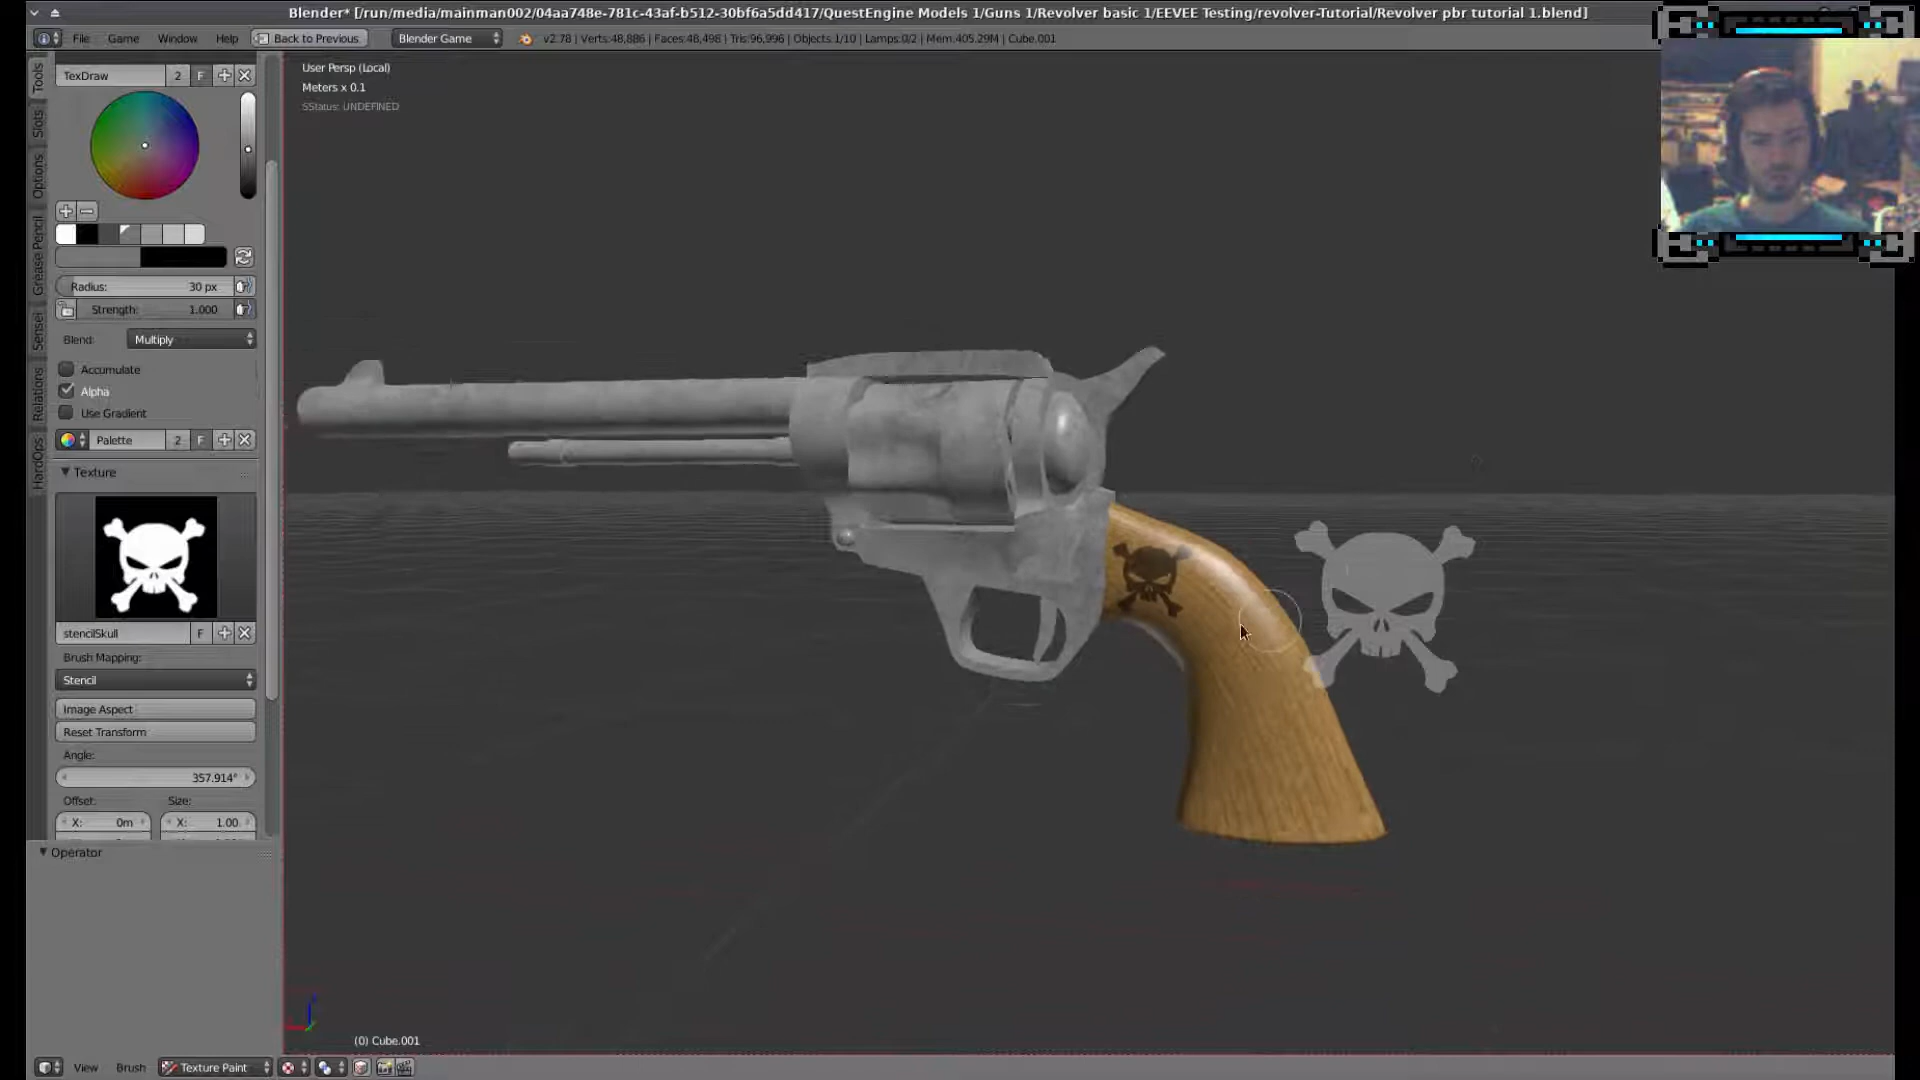 Blender* [/run/media/mainman002/04aa748e-781c-43af-b512-30bf6a5dd417/QuestEngine Models 1/Guns 1/Revolver basic 1/EEVEE Testing/revolver-Tutorial/Revolver pbr tutorial 1.blend]
File Game Window Help Back to Previous Blender Game v2.78 | Verts:48,886 | Faces:48,498 | Tris:96,996 | Objects:1/10 | Lamps:0/2 | Mem:405.29M | Cube.001
User Persp (Local)
Meters x 0.1
SStatus: UNDEFINED
Tools
Slots
Options
Grease Pencil
Sensei
Relations
HardOps
TexDraw 2 F
Radius: 30 px
Strength: 1.000
Blend: Multiply
Accumulate
Alpha
Use Gradient
Palette 2 F
Texture
stencilSkull F
Brush Mapping:
Stencil
Image Aspect
Reset Transform
Angle:
357.914°
Offset: Size:
X: 0m X: 1.00
Operator
(0) Cube.001
View Brush Texture Paint